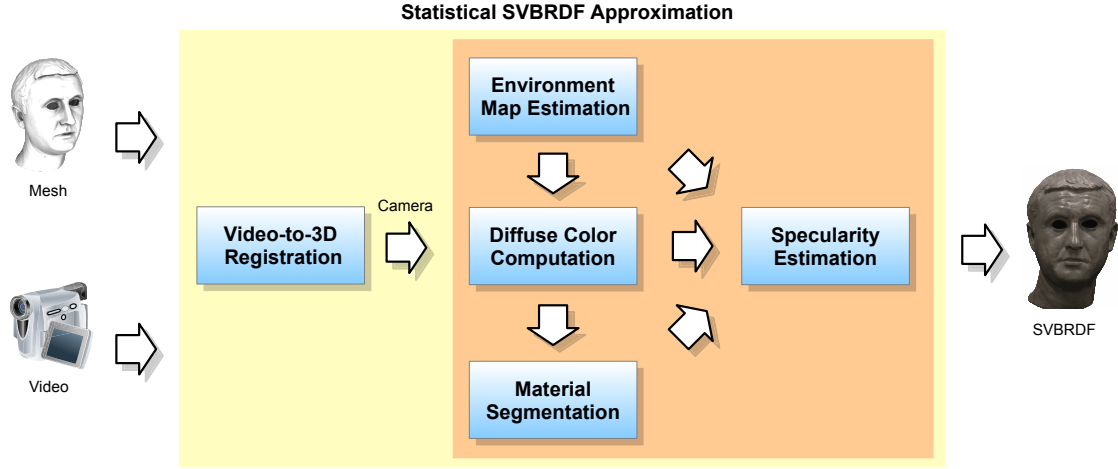 Statistical SVBRDF Approximation
Mesh
Video
Video-to-3D
Registration
Camera
Environment
Map Estimation
Diffuse Color
Computation
Material
Segmentation
Specularity
Estimation
SVBRDF